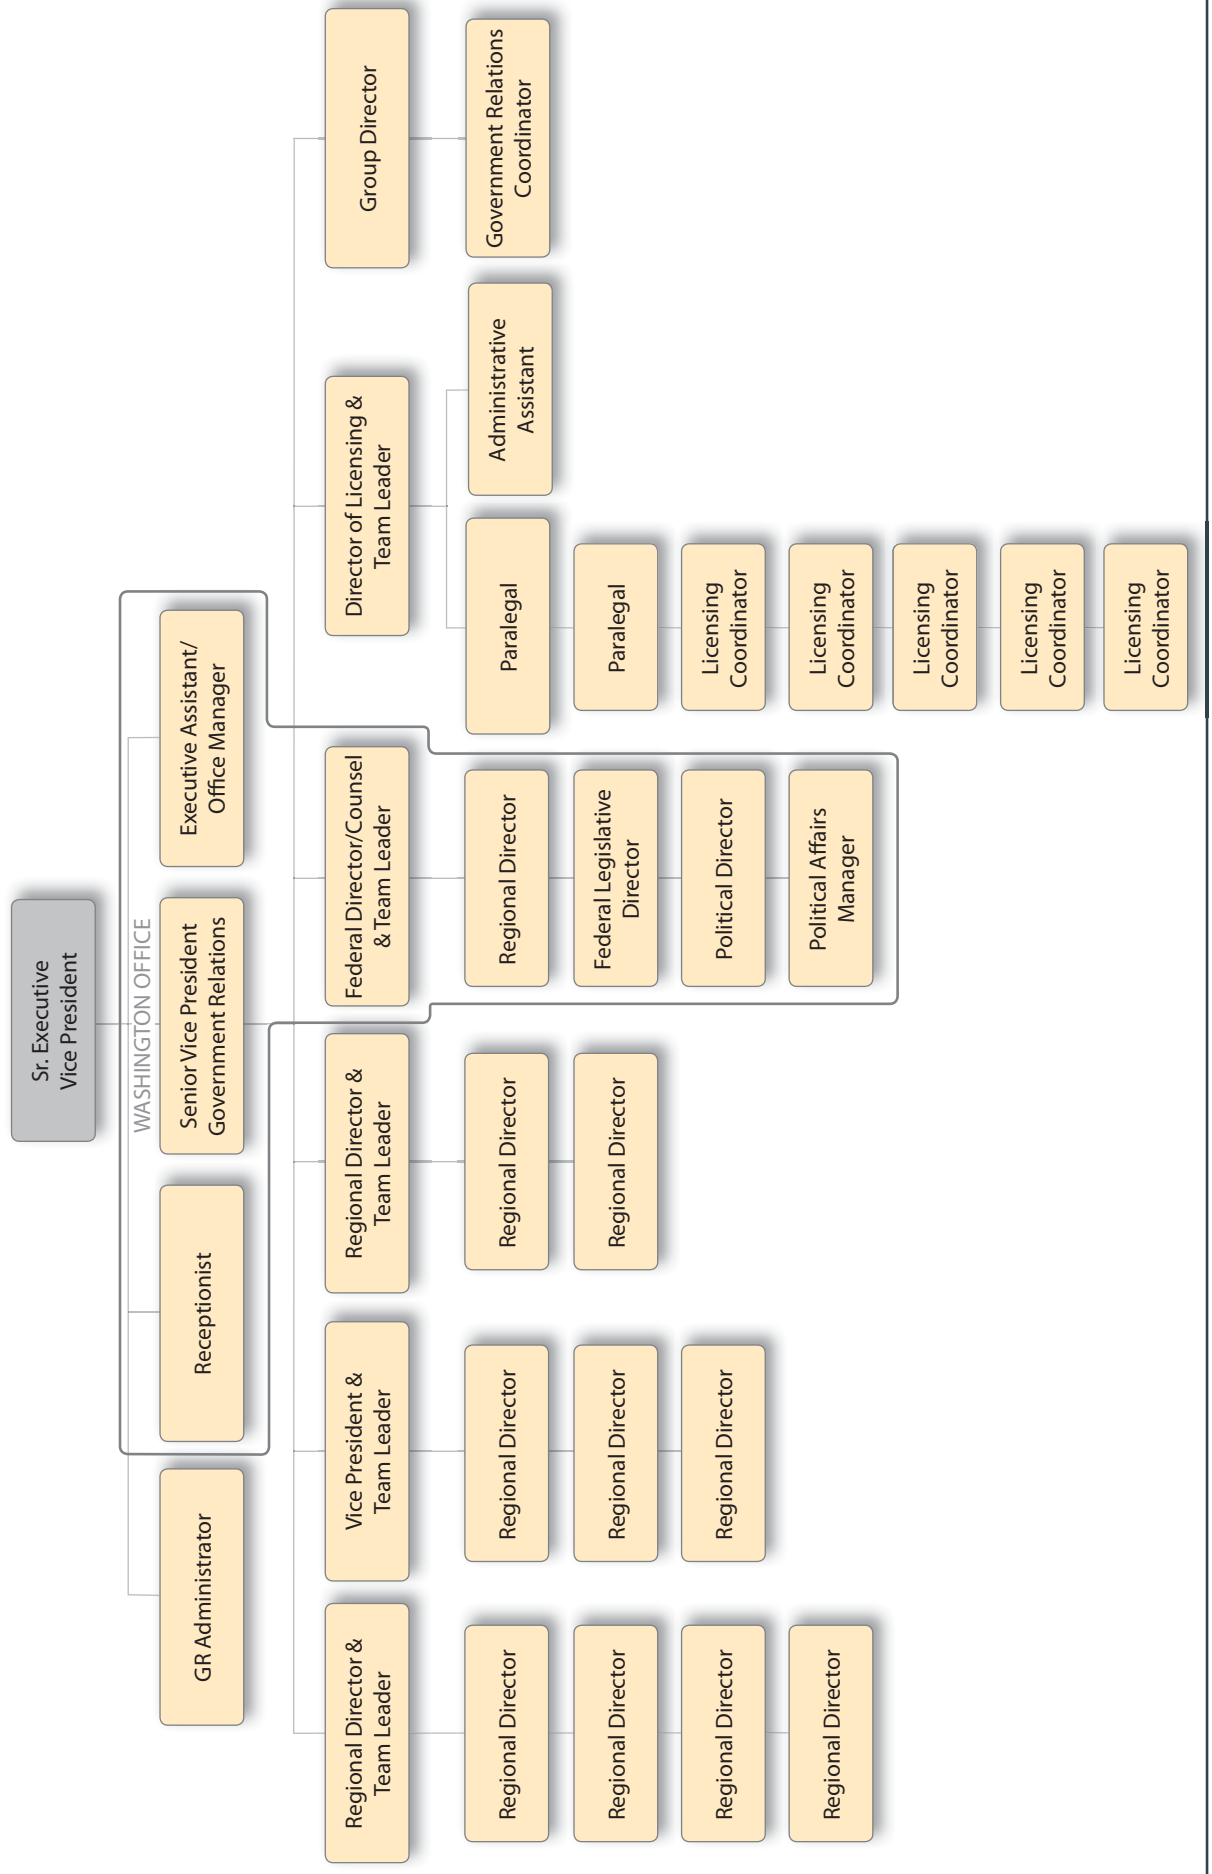 Sr. Executive
Vice President
WASHINGTON OFFICE
GR Administrator
Receptionist
Senior Vice President
Government Relations
Executive Assistant/
Office Manager
Regional Director &
Team Leader
Regional Director
Regional Director
Regional Director
Regional Director
Vice President &
Team Leader
Regional Director
Regional Director
Regional Director
Regional Director &
Team Leader
Regional Director
Regional Director
Federal Director/Counsel
& Team Leader
Regional Director
Federal Legislative
Director
Political Director
Political Affairs
Manager
Director of Licensing &
Team Leader
Paralegal
Paralegal
Licensing
Coordinator
Licensing
Coordinator
Licensing
Coordinator
Licensing
Coordinator
Licensing
Coordinator
Administrative
Assistant
Group Director
Government Relations
Coordinator